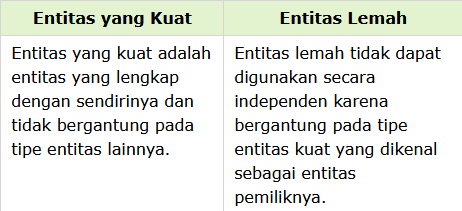 Entitas yang Kuat
Entitas Lemah
Entitas yang kuat adalah
entitas yang lengkap
dengan sendirinya dan
tidak bergantung pada
tipe entitas lainnya.
Entitas lemah tidak dapat
digunakan secara
independen karena
bergantung pada tipe
entitas kuat yang dikenal
sebagai entitas
pemiliknya.